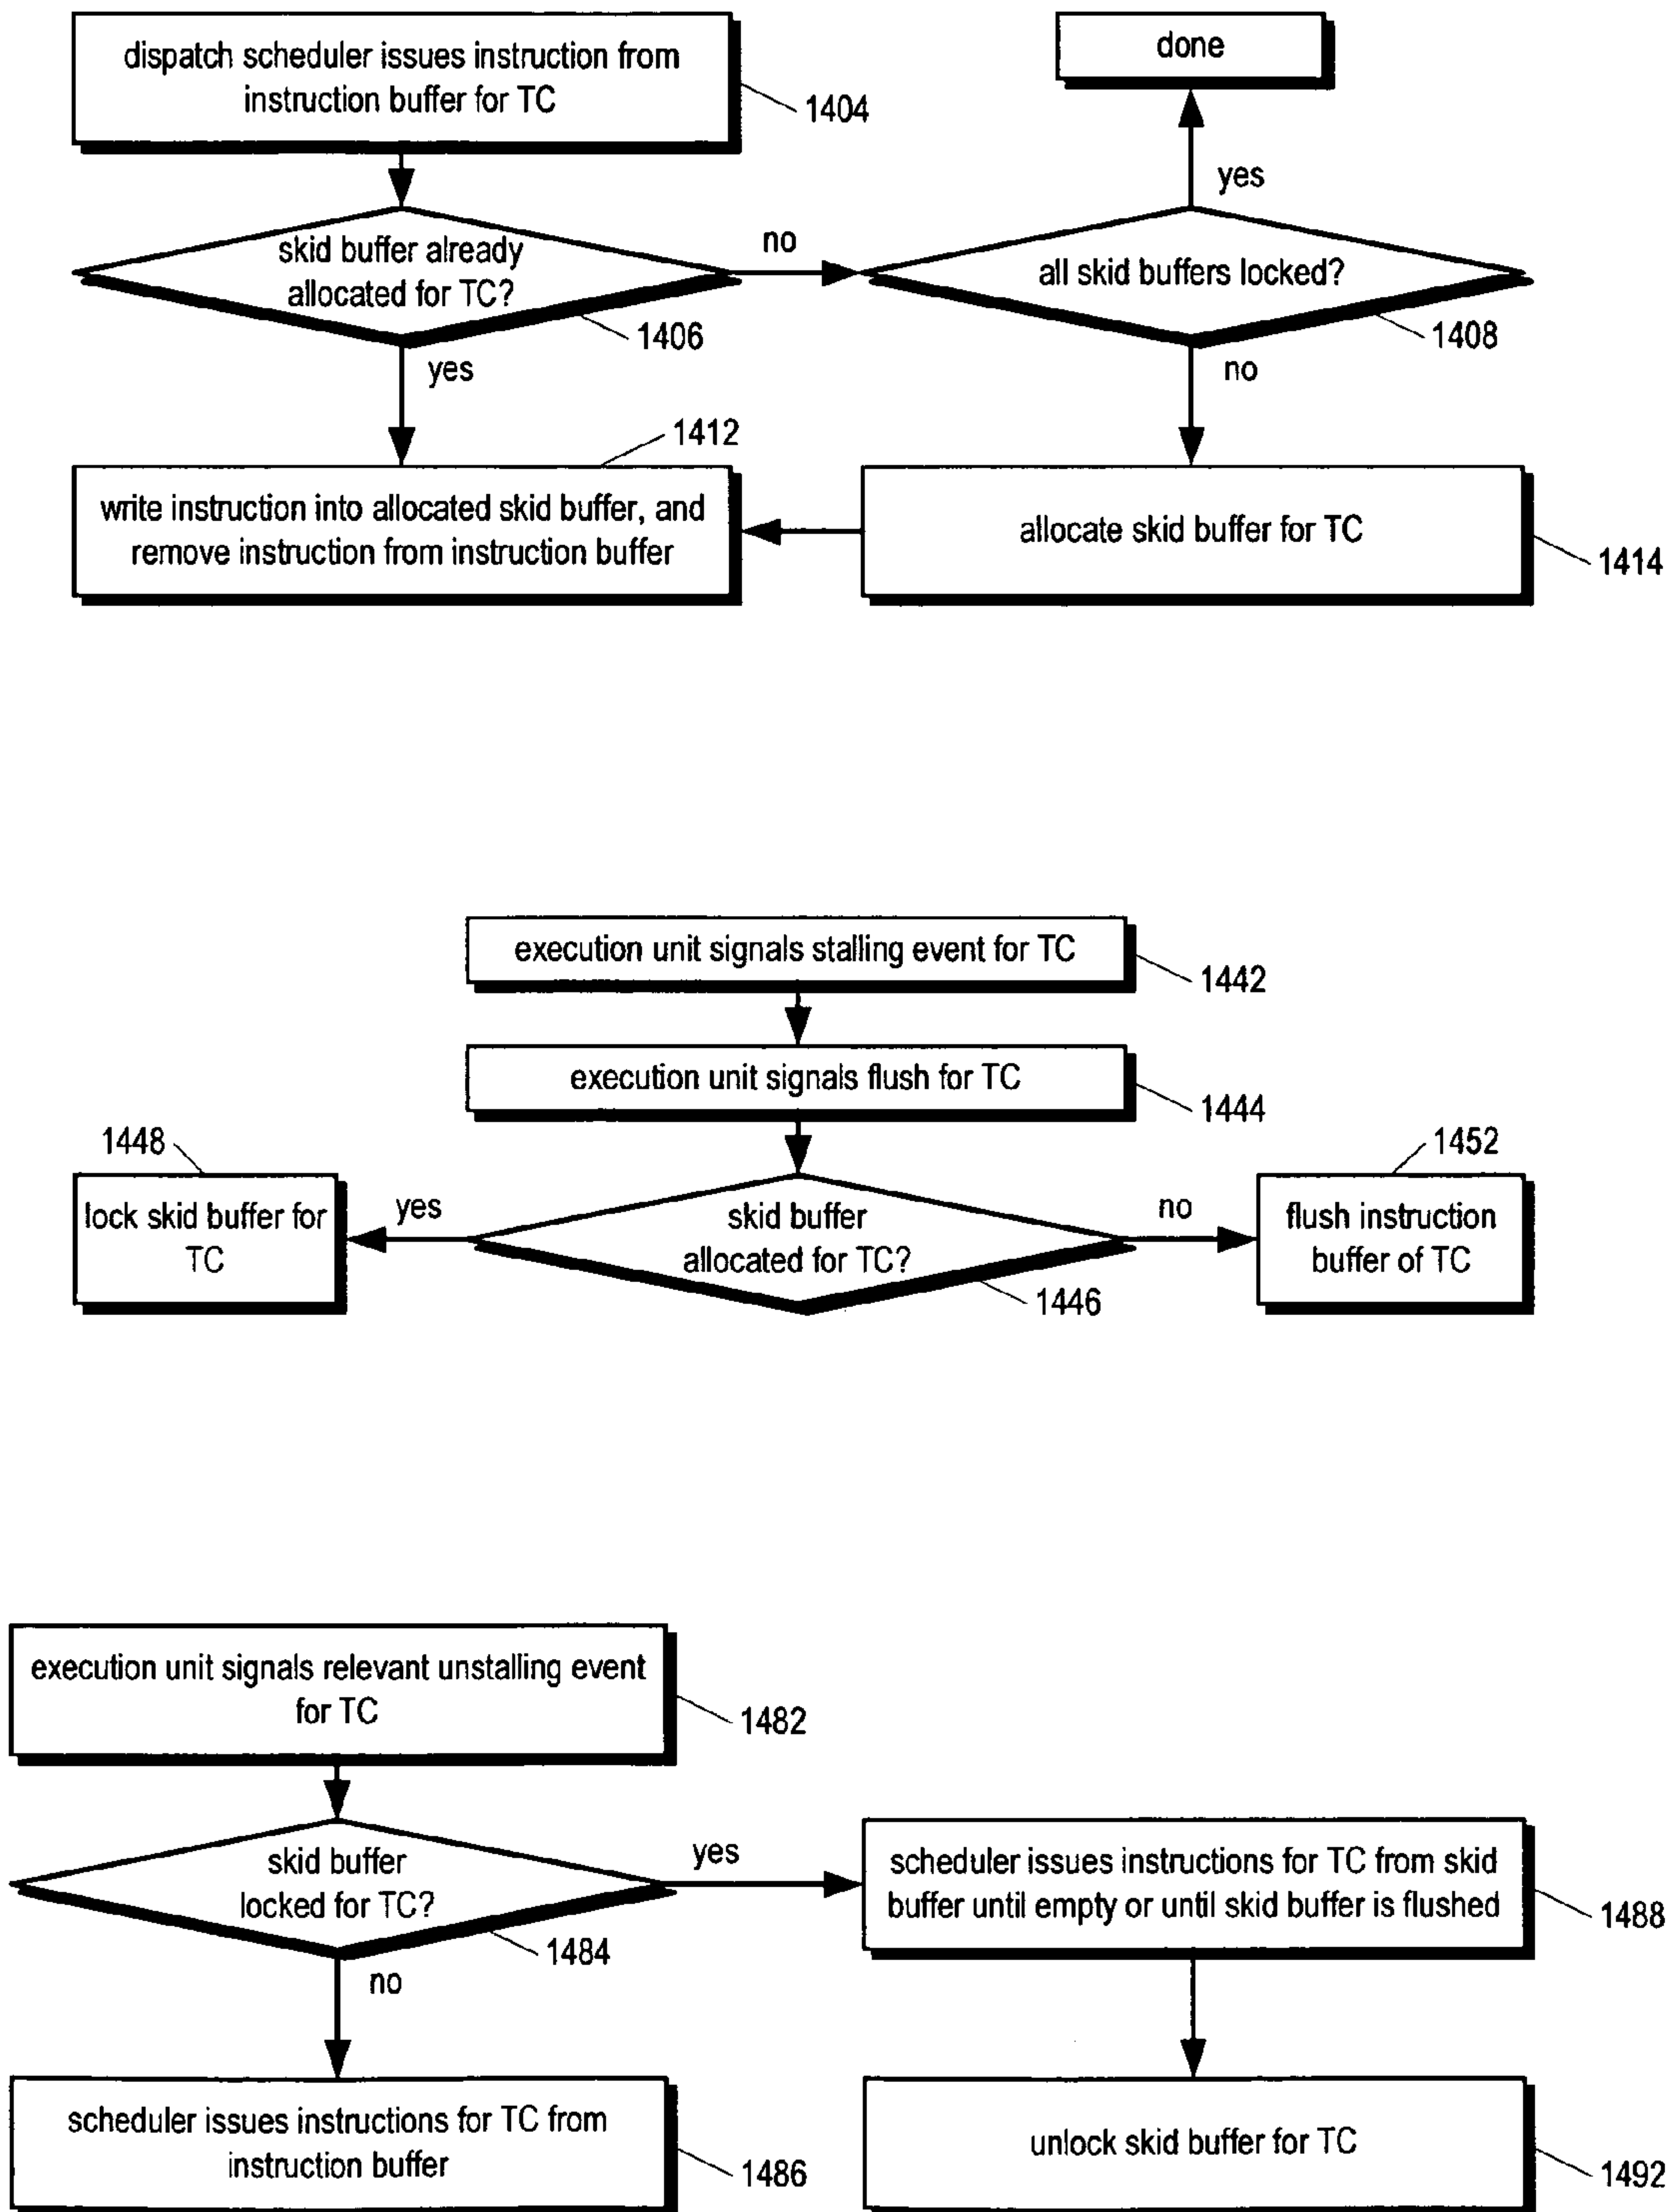 dispatch scheduler issues instruction from
instruction buffer for TC
1404
done
yes
skid buffer already
allocated for TC?
1406
no
all skid buffers locked?
1408
yes
no
1412
write instruction into allocated skid buffer, and
remove instruction from instruction buffer
allocate skid buffer for TC
1414
execution unit signals stalling event for TC
1442
execution unit signals flush for TC
1444
1448
lock skid buffer for
TC
yes
skid buffer
allocated for TC?
1446
no
1452
flush instruction
buffer of TC
execution unit signals relevant unstalling event
for TC
1482
skid buffer
locked for TC?
1484
yes
scheduler issues instructions for TC from skid
buffer until empty or until skid buffer is flushed
1488
no
scheduler issues instructions for TC from
instruction buffer
1486
unlock skid buffer for TC
1492